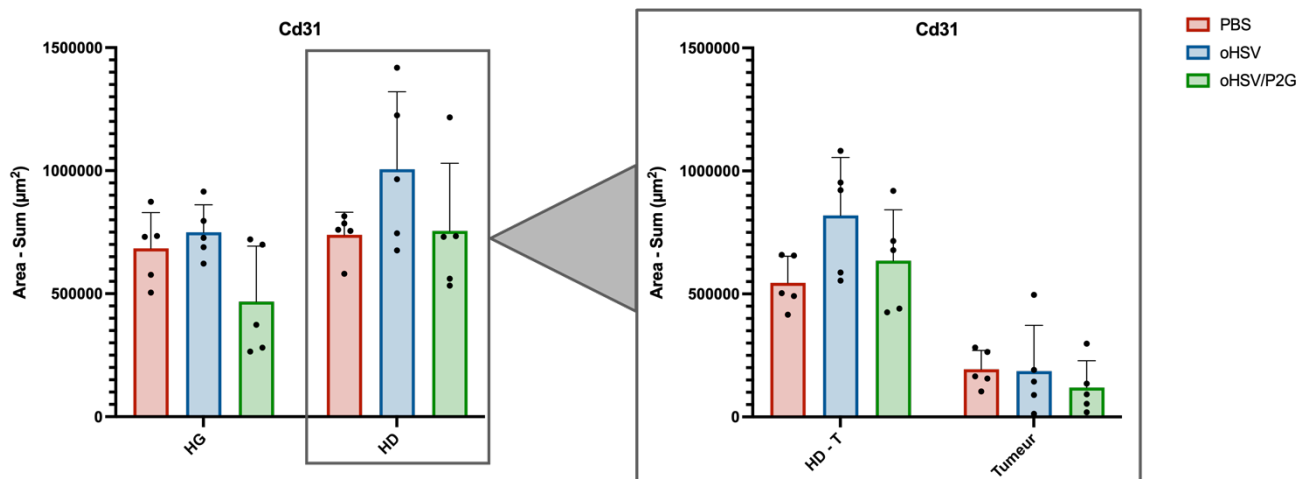 Cd31
Area - Sum (µm²)
1500000
1000000
500000
0
HG
HD
Cd31
Area - Sum (µm²)
1500000
1000000
500000
0
HD - T
Tumeur
PBS
oHSV
oHSV/P2G